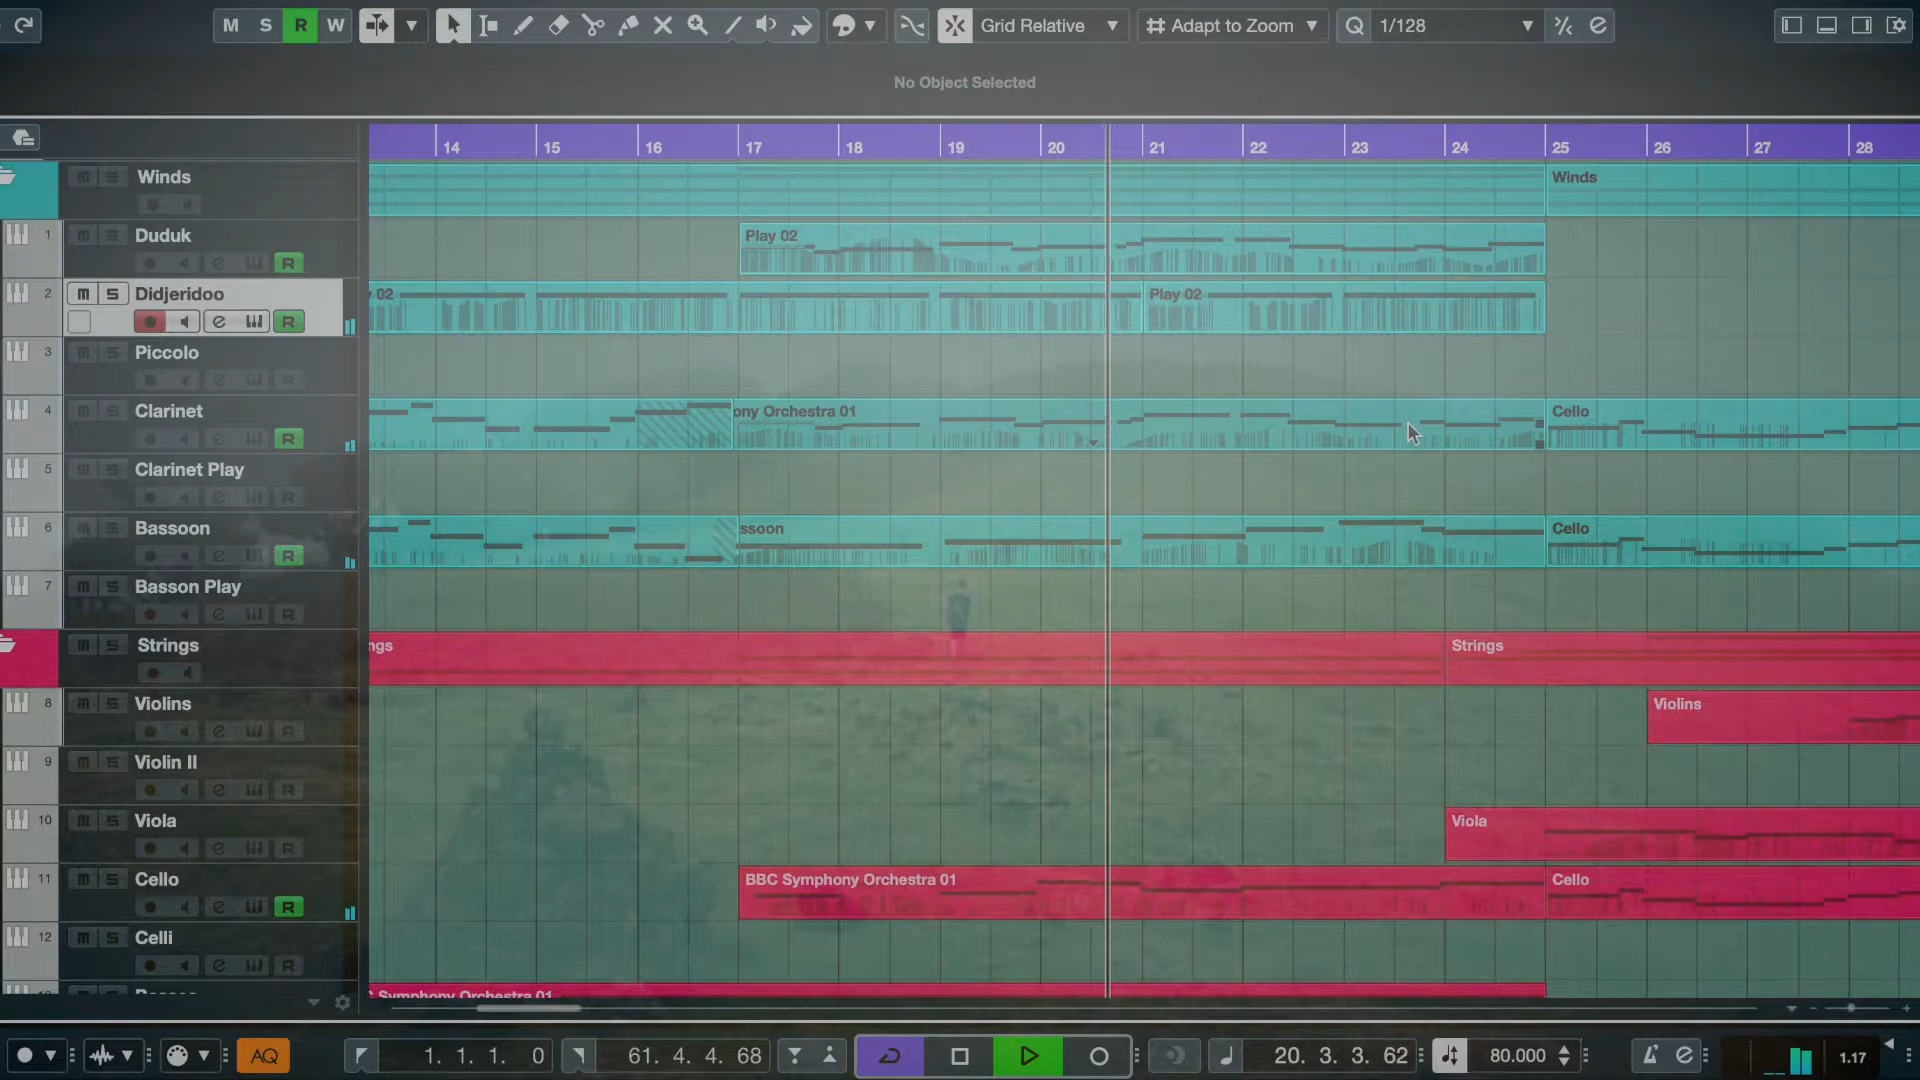 M S R W Grid Relative Adapt to Zoom Q 1/128
No Object Selected
14 15 16 17 18 19 20 21 22 23 24 25 26 27 28
Winds
Winds
1 m S Duduk
R
Play 02
2 M S Didjeridoo
e R
02
Play 02
3 m S Piccolo
e R
4 m S Clarinet
e R
ony Orchestra 01
Cello
5 m S Clarinet Play
e R
6 m S Bassoon
e R
ssoon
Cello
7 m S Basson Play
e R
m S Strings
ngs
Strings
8 m S Violins
e R
Violins
9 m S Violin II
e R
10 m S Viola
e R
Viola
11 m S Cello
e R
BBC Symphony Orchestra 01
Cello
12 m S Celli
e R
Symphony Orchestra 01
AQ 1. 1. 1. 0 61. 4. 4. 68 20. 3. 3. 62 80.000 1.17